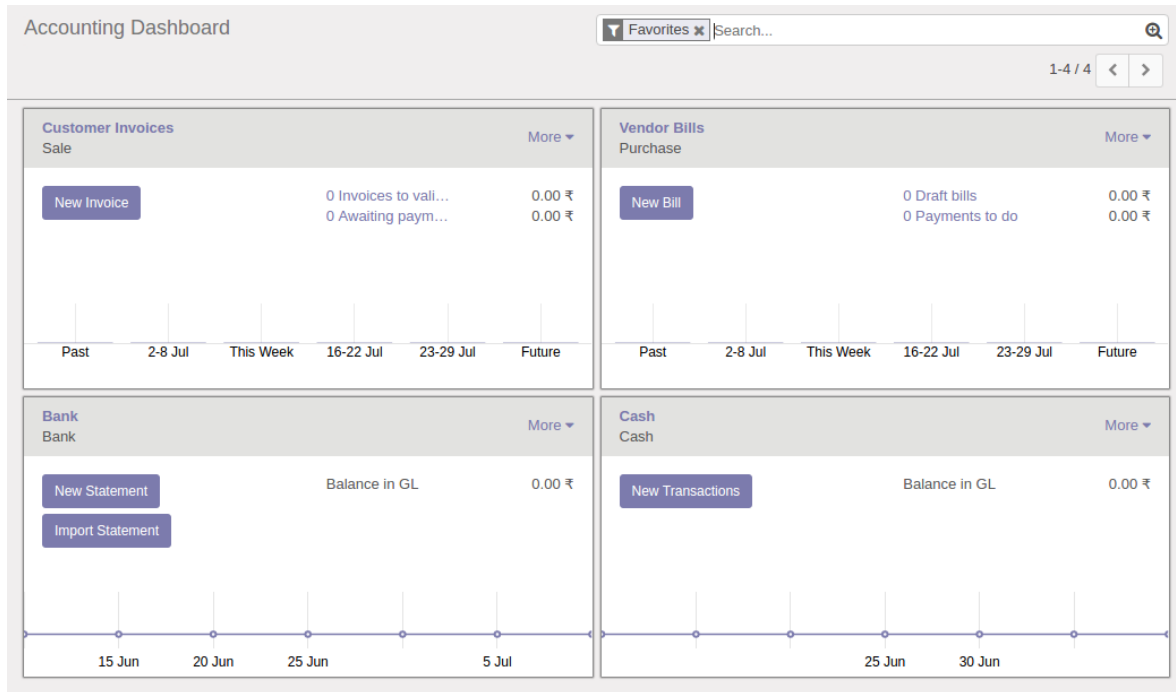 Accounting Dashboard
Favorites Search...
1-4 / 4
Customer Invoices
Sale
More
New Invoice
0 Invoices to vali… 0.00 ₹
0 Awaiting paym… 0.00 ₹
Past 2-8 Jul This Week 16-22 Jul 23-29 Jul Future
Vendor Bills
Purchase
More
New Bill
0 Draft bills 0.00 ₹
0 Payments to do 0.00 ₹
Past 2-8 Jul This Week 16-22 Jul 23-29 Jul Future
Bank
Bank
More
New Statement
Import Statement
Balance in GL 0.00 ₹
15 Jun 20 Jun 25 Jun 5 Jul
Cash
Cash
More
New Transactions
Balance in GL 0.00 ₹
25 Jun 30 Jun